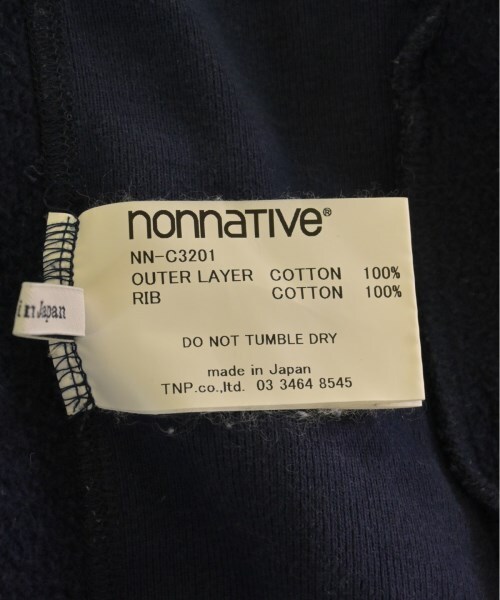 nonnative®
NN-C3201
OUTER LAYER COTTON 100%
RIB COTTON 100%
DO NOT TUMBLE DRY
made in Japan
TNP.co.,ltd. 03 3464 8545
in Japan